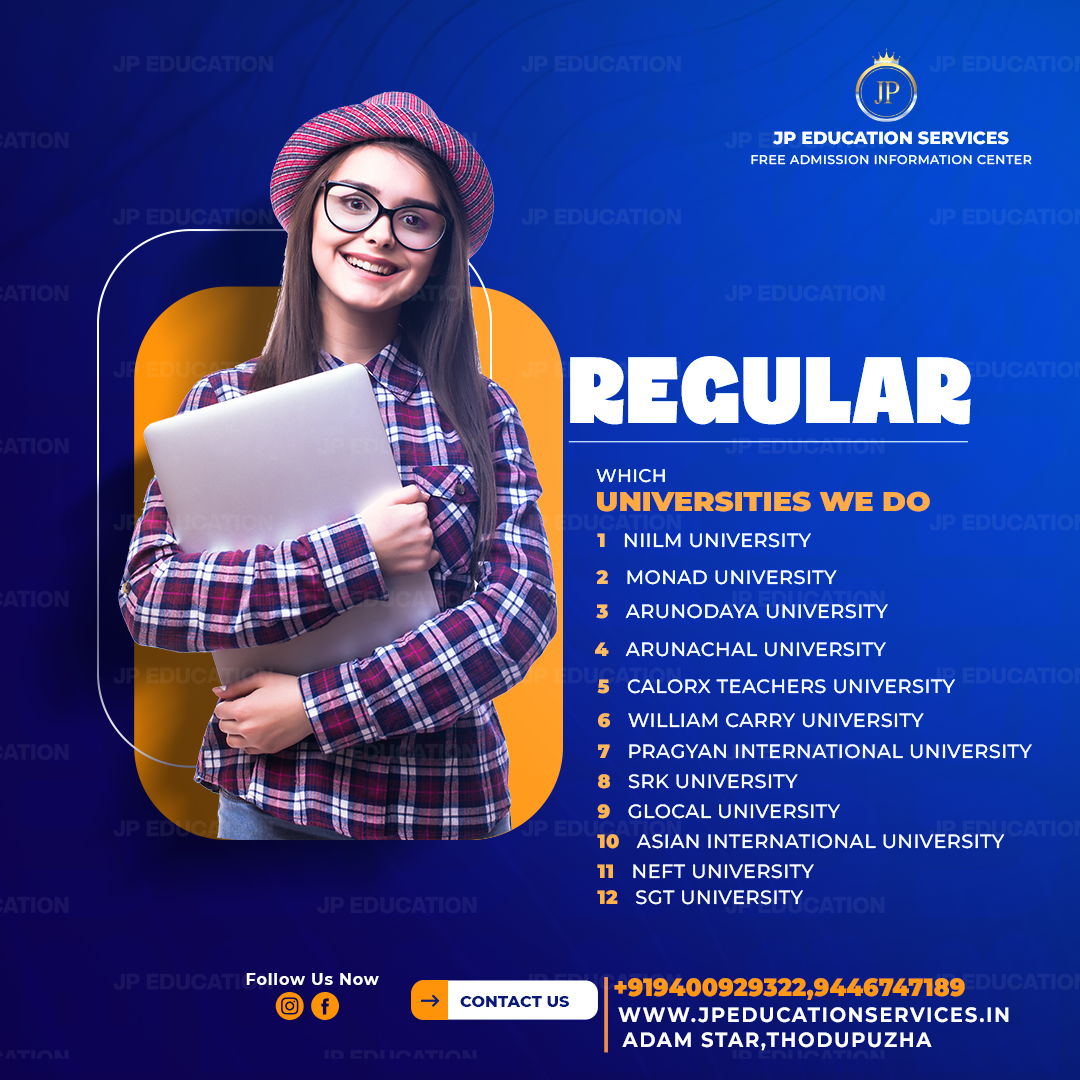 JP
JP EDUCATION SERVICES
FREE ADMISSION INFORMATION CENTER
REGULAR
WHICH
UNIVERSITIES WE DO
1 NIILM UNIVERSITY
2 MONAD UNIVERSITY
3 ARUNODAYA UNIVERSITY
4 ARUNACHAL UNIVERSITY
5 CALORX TEACHERS UNIVERSITY
6 WILLIAM CARRY UNIVERSITY
7 PRAGYAN INTERNATIONAL UNIVERSITY
8 SRK UNIVERSITY
9 GLOCAL UNIVERSITY
10 ASIAN INTERNATIONAL UNIVERSITY
11 NEFT UNIVERSITY
12 SGT UNIVERSITY
Follow Us Now
CONTACT US
+919400929322,9446747189
WWW.JPEDUCATIONSERVICES.IN
ADAM STAR,THODUPUZHA
JP EDUCATION